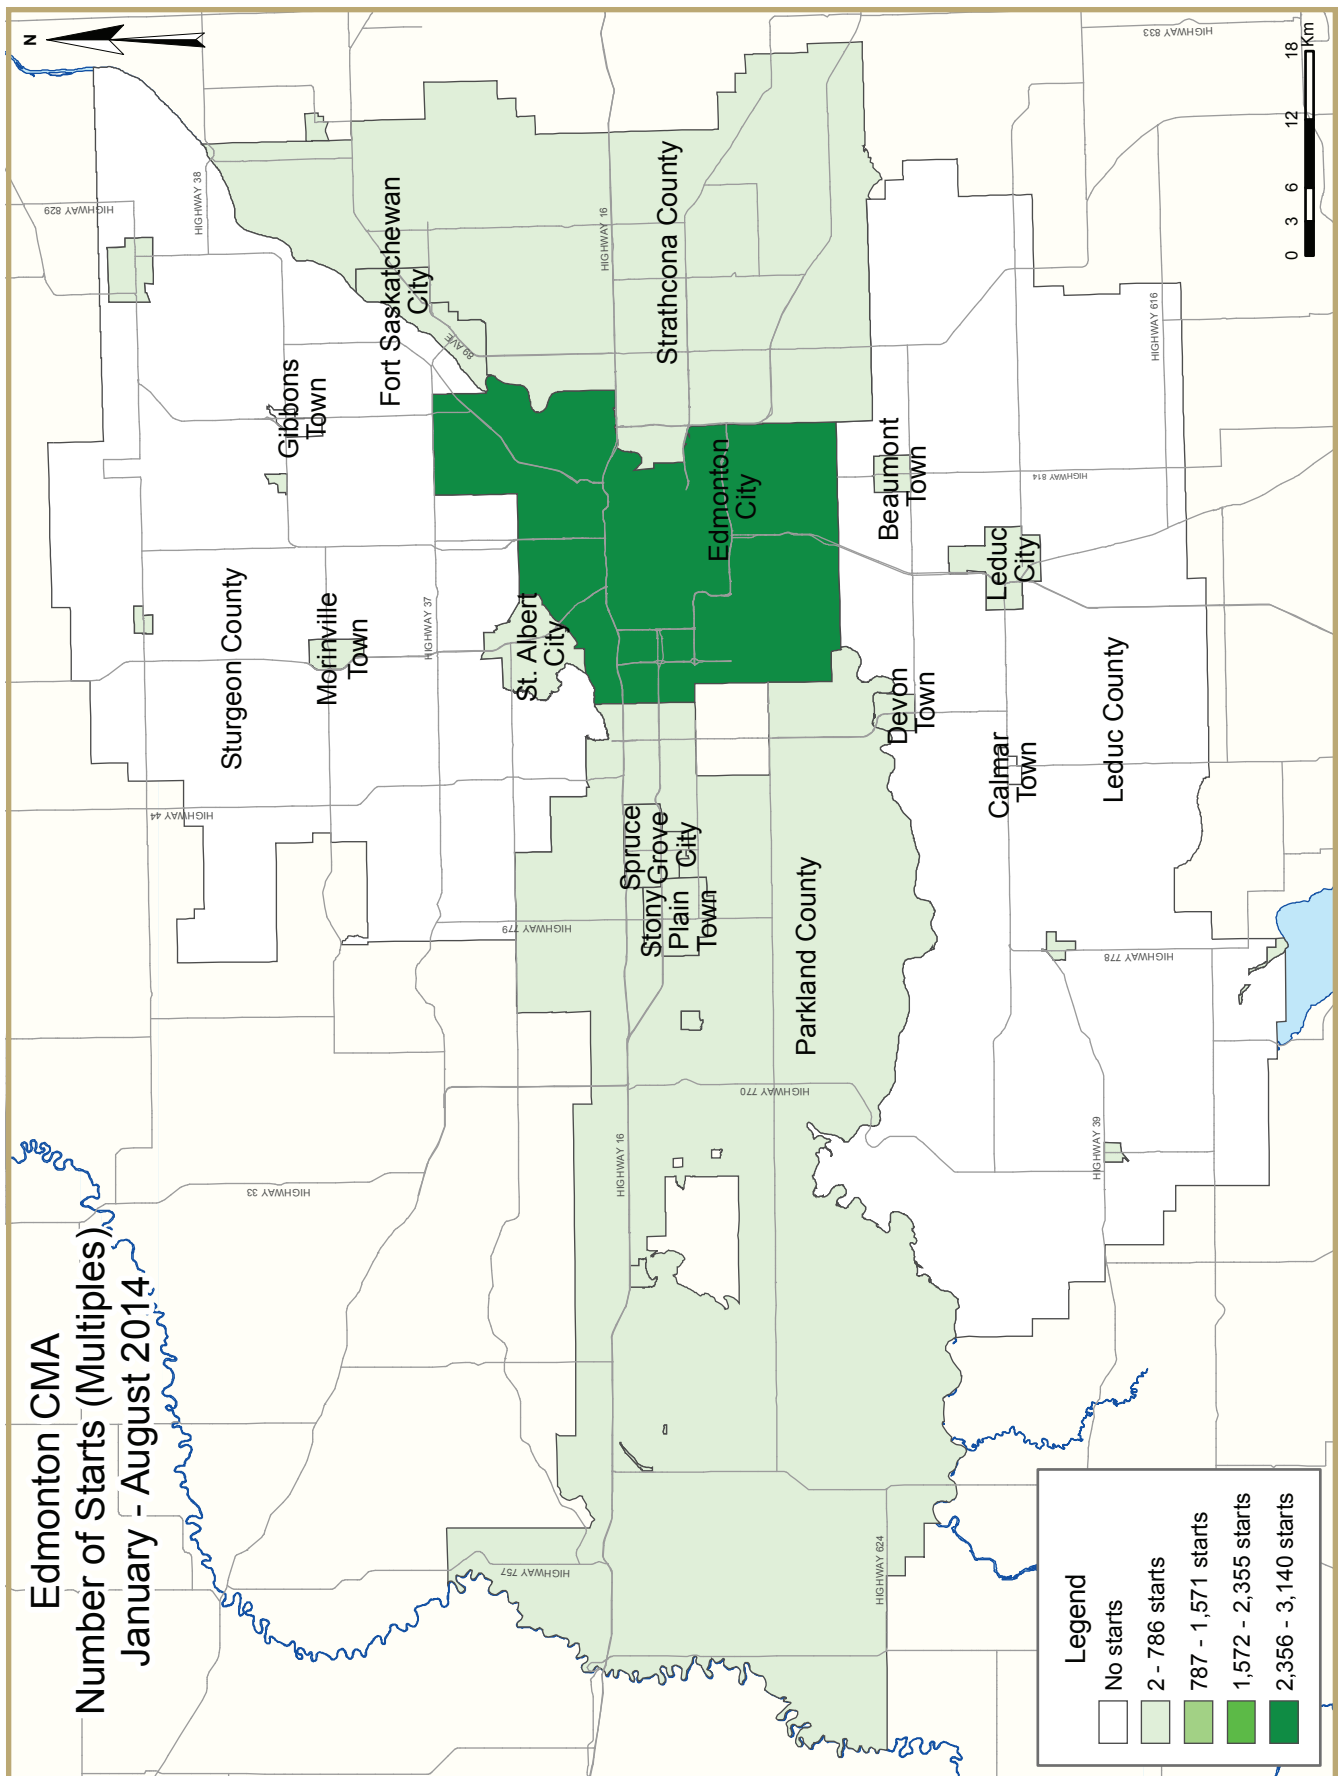 Edmonton CMA
Number of Starts (Multiples)
January - August 2014
N
HIGHWAY 44
HIGHWAY 829
HIGHWAY 38
HIGHWAY 33
Sturgeon County
Gibbons
Town
Morinville
Town
HIGHWAY 37
Fort Saskatchewan
City
89 AVE
HIGHWAY 779
St. Albert
City
HIGHWAY 757
HIGHWAY 16
HIGHWAY 16
Spruce
Grove
City
Stony
Plain
Town
Strathcona County
Edmonton
City
HIGHWAY 770
Parkland County
HIGHWAY 624
Devon
Town
Beaumont
Town
Calmar
Town
Leduc
City
HIGHWAY 814
HIGHWAY 39
HIGHWAY 778
Leduc County
HIGHWAY 616
HIGHWAY 833
Legend
No starts
2 - 786 starts
787 - 1,571 starts
1,572 - 2,355 starts
2,356 - 3,140 starts
0 3 6 12 18
Km